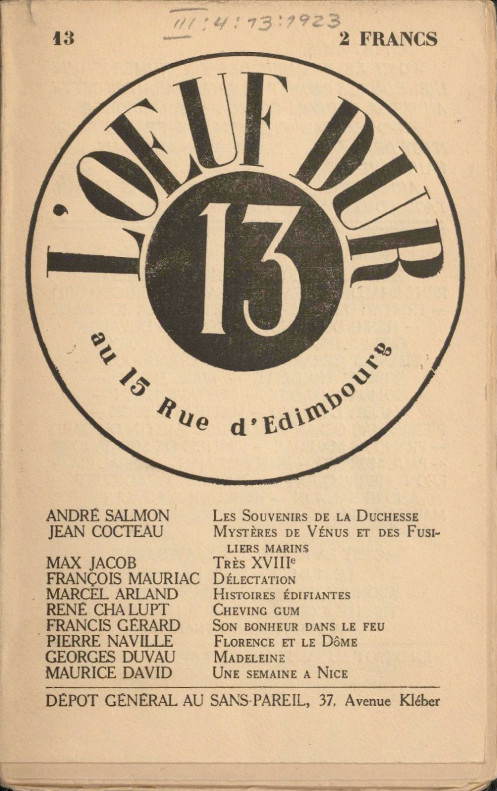 III:4:13:1923
13 2 FRANCS
L'OEUF DUR
13
au 15 Rue d'Edimbourg
ANDRÉ SALMON LES SOUVENIRS DE LA DUCHESSE
JEAN COCTEAU MYSTÈRES DE VÉNUS ET DES FUSI-
LIERS MARINS
MAX JACOB TRÈS XVIIIe
FRANÇOIS MAURIAC DÉLECTATION
MARCEL ARLAND HISTOIRES ÉDIFIANTES
RENÉ CHALUPT CHEVING GUM
FRANCIS GÉRARD SON BONHEUR DANS LE FEU
PIERRE NAVILLE FLORENCE ET LE DÔME
GEORGES DUVAU MADELEINE
MAURICE DAVID UNE SEMAINE A NICE
DÉPOT GÉNÉRAL AU SANS-PAREIL, 37, Avenue Kléber